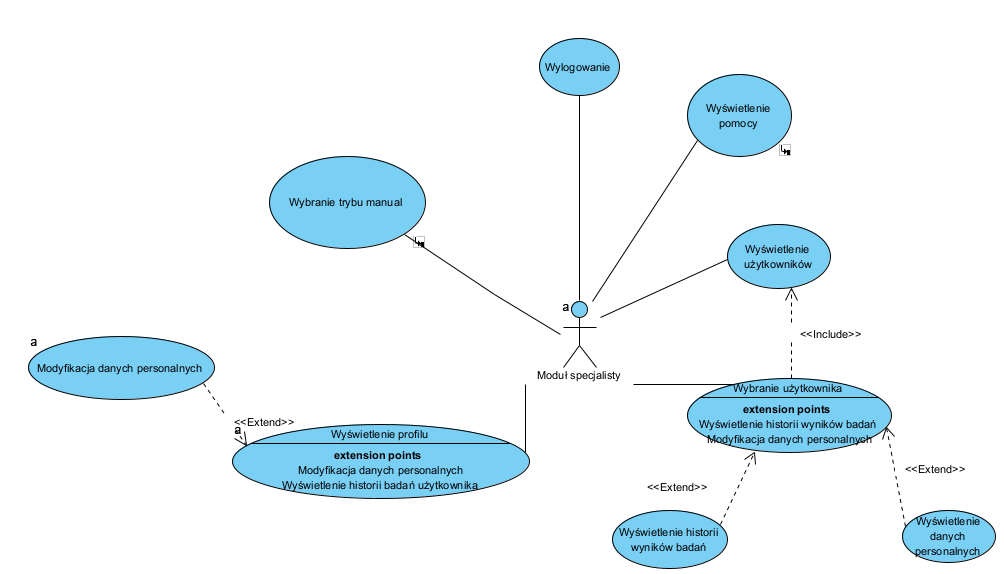 Wylogowanie
Wyświetlenie
pomocy
Wybranie trybu manual
Wyświetlenie
użytkowników
a
Moduł specjalisty
<<Include>>
a
Modyfikacja danych personalnych
<<Extend>>
a
Wyświetlenie profilu
extension points
Modyfikacja danych personalnych
Wyświetlenie historii badań użytkownika
Wybranie użytkownika
extension points
Wyświetlenie historii wyników badań
Modyfikacja danych personalnych
<<Extend>>
<<Extend>>
Wyświetlenie historii
wyników badań
Wyświetlenie
danych
personalnych